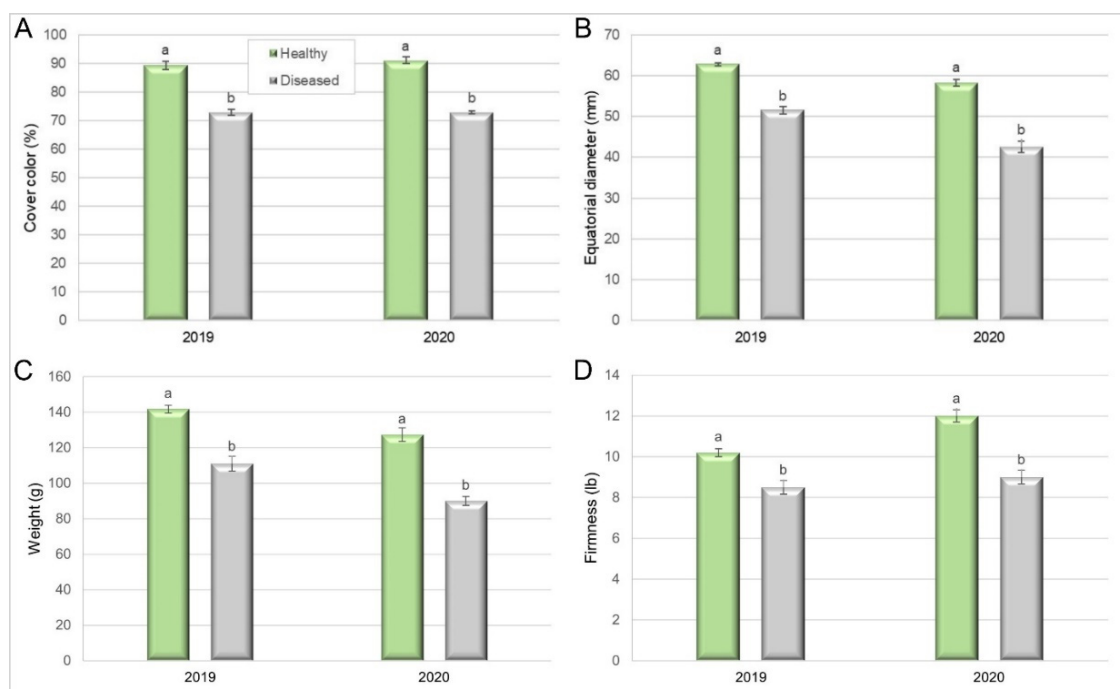 A
Cover color (%)
100
90
80
70
60
50
40
30
20
10
0
Healthy
Diseased
a
b
a
b
2019
2020
B
Equatorial diameter (mm)
70
60
50
40
30
20
10
0
a
b
a
b
2019
2020
C
Weight (g)
160
140
120
100
80
60
40
20
0
a
b
a
b
2019
2020
D
Firmness (lb)
14
12
10
8
6
4
2
0
a
b
a
b
2019
2020